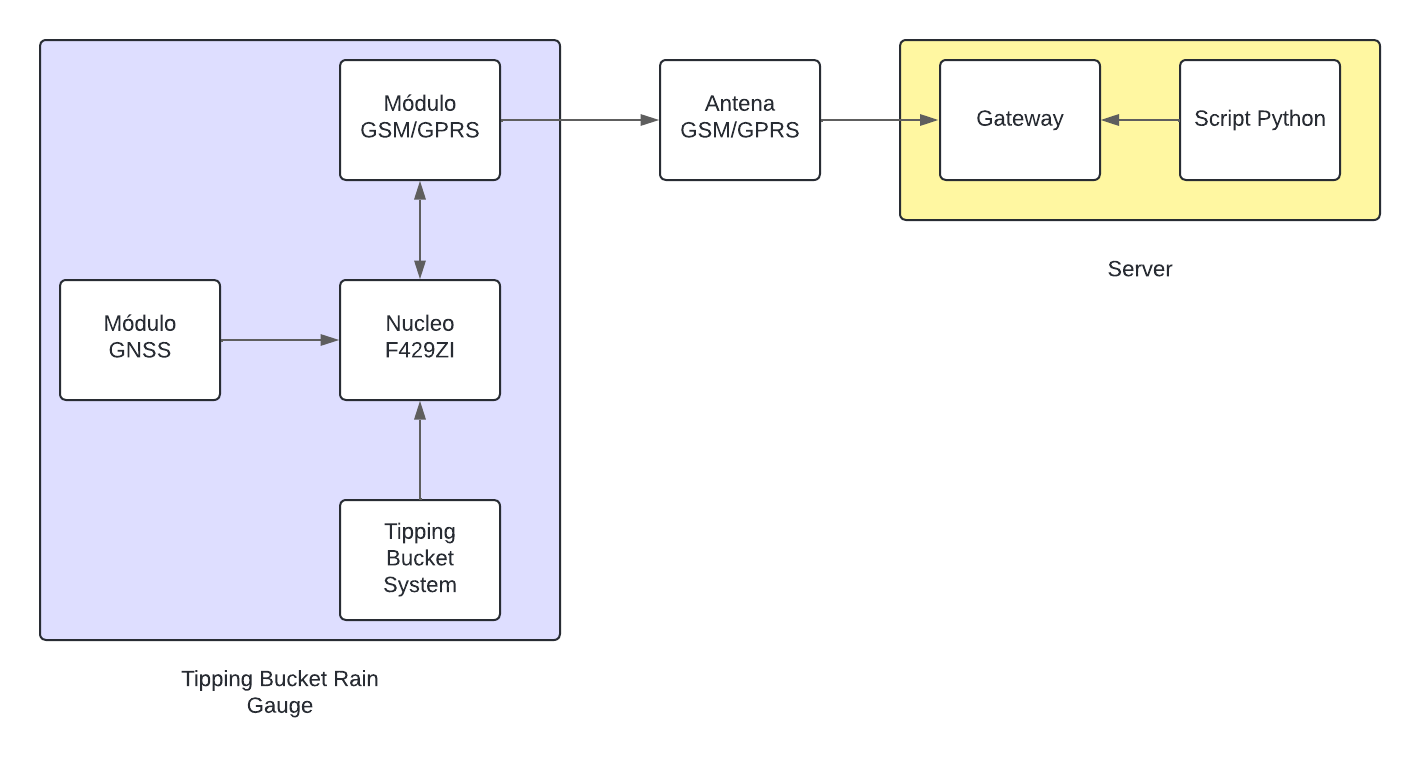 Módulo
GSM/GPRS
Antena
GSM/GPRS
Gateway
Script Python
Server
Módulo
GNSS
Nucleo
F429ZI
Tipping
Bucket
System
Tipping Bucket Rain
Gauge